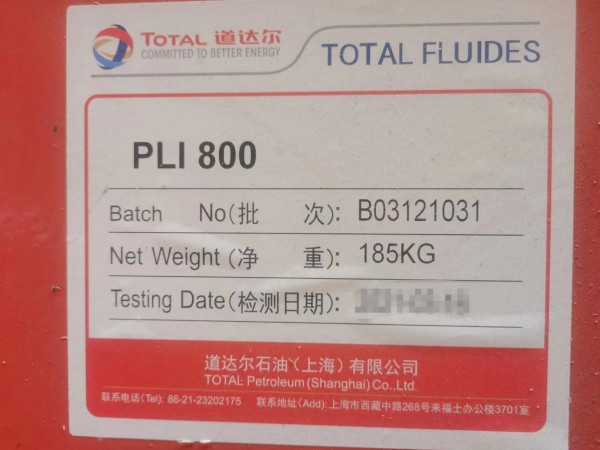 TOTAL 道达尔
COMMITTED TO BETTER ENERGY
TOTAL FLUIDES
PLI 800
Batch No(批 次): B03121031
Net Weight (净 重): 185KG
Testing Date(检测日期):
道达尔石油(上海)有限公司
TOTAL Petroleum(Shanghai)Co.,Ltd.
联系电话(Tel): 86-21-23202175 联系地址(Add): 上海市西藏中路268号来福士办公楼3701室